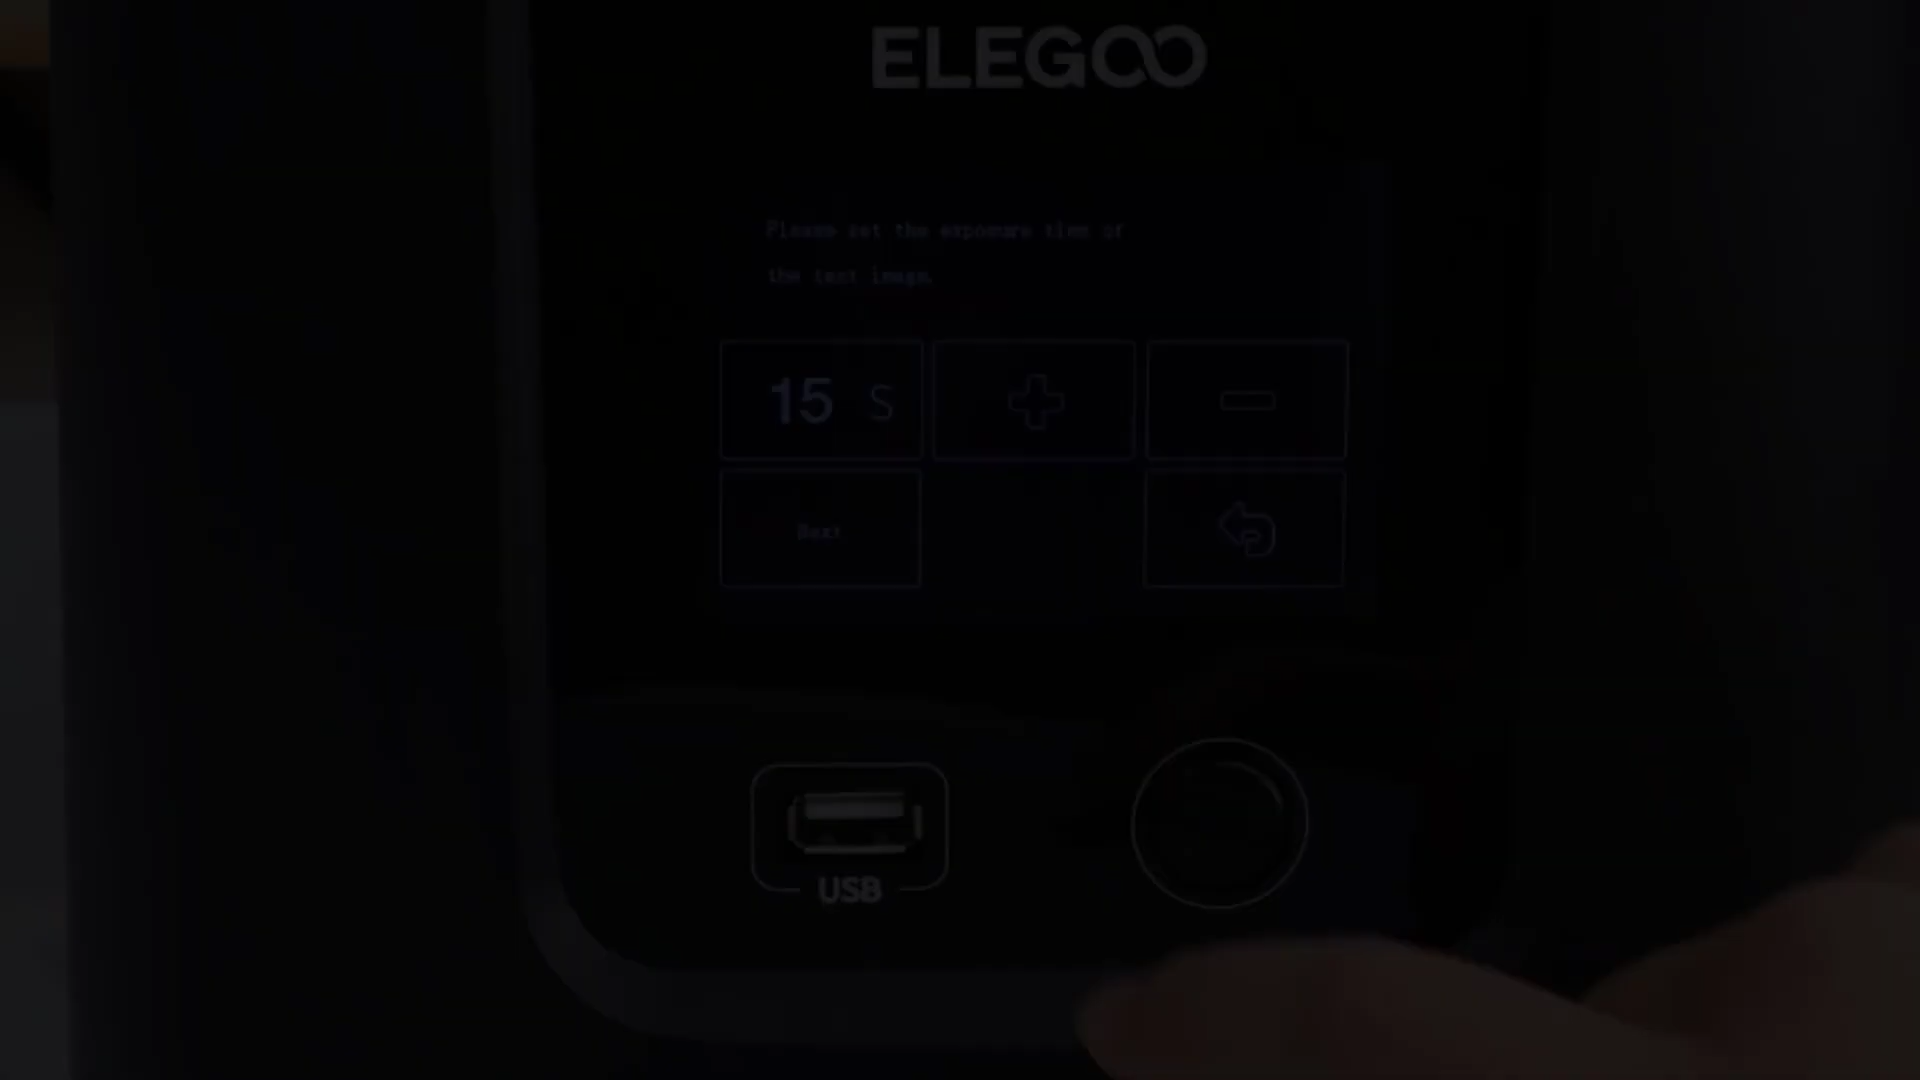 ELEGOO
Please set the exposure time of
the test image.
15 S
Next
USB